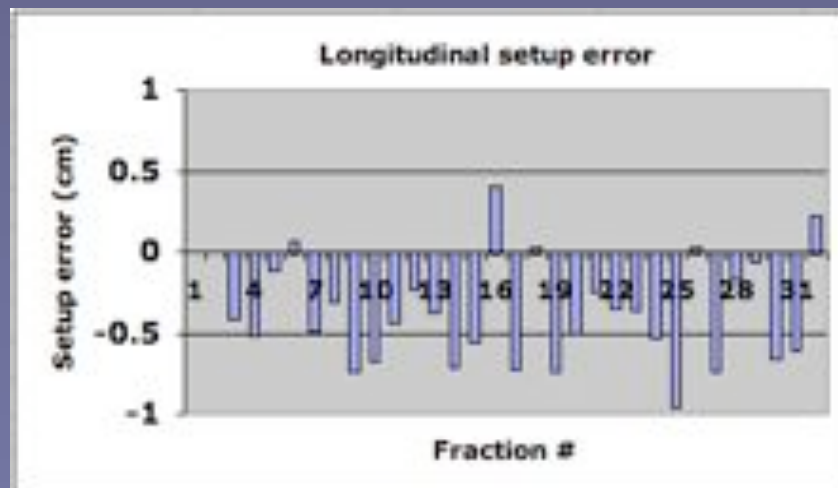 Longitudinal setup error
1
0.5
0
-0.5
-1
Setup error (cm)
1 4 7 10 13 16 19 22 25 28 31
Fraction #